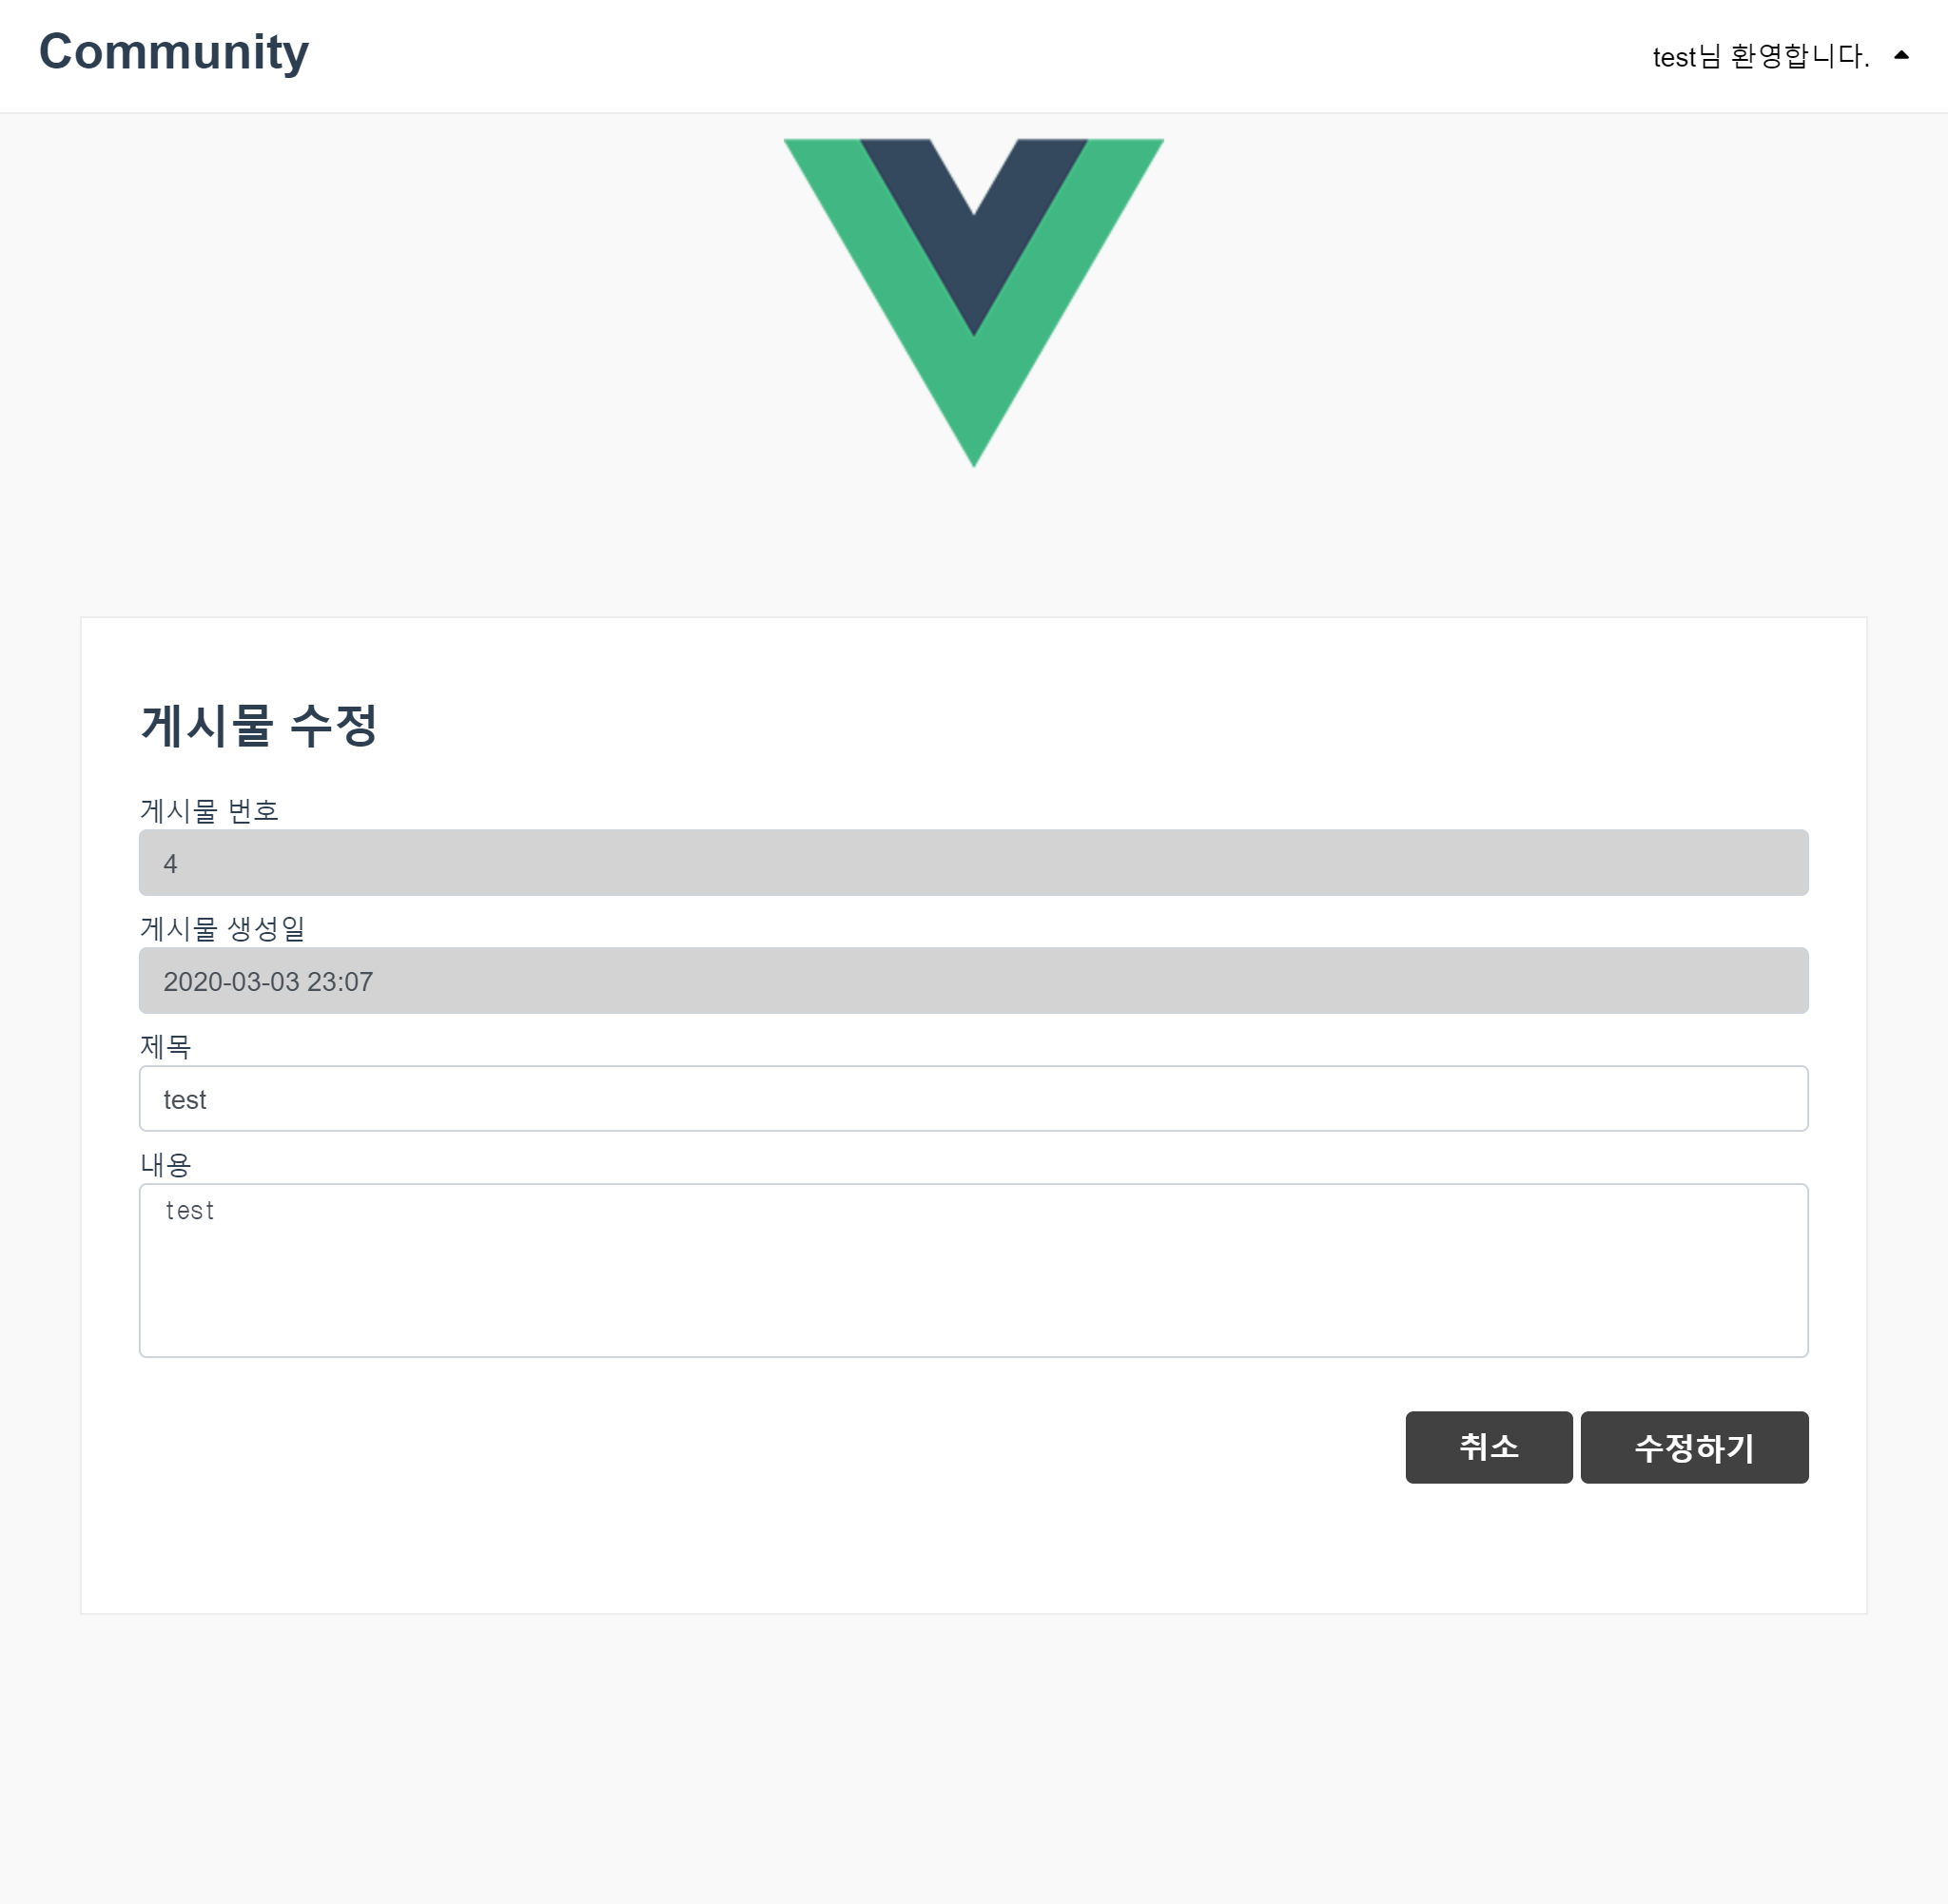 Community
test님 환영합니다.
게시물 수정
게시물 번호
4
게시물 생성일
2020-03-03 23:07
제목
test
내용
test
취소 수정하기